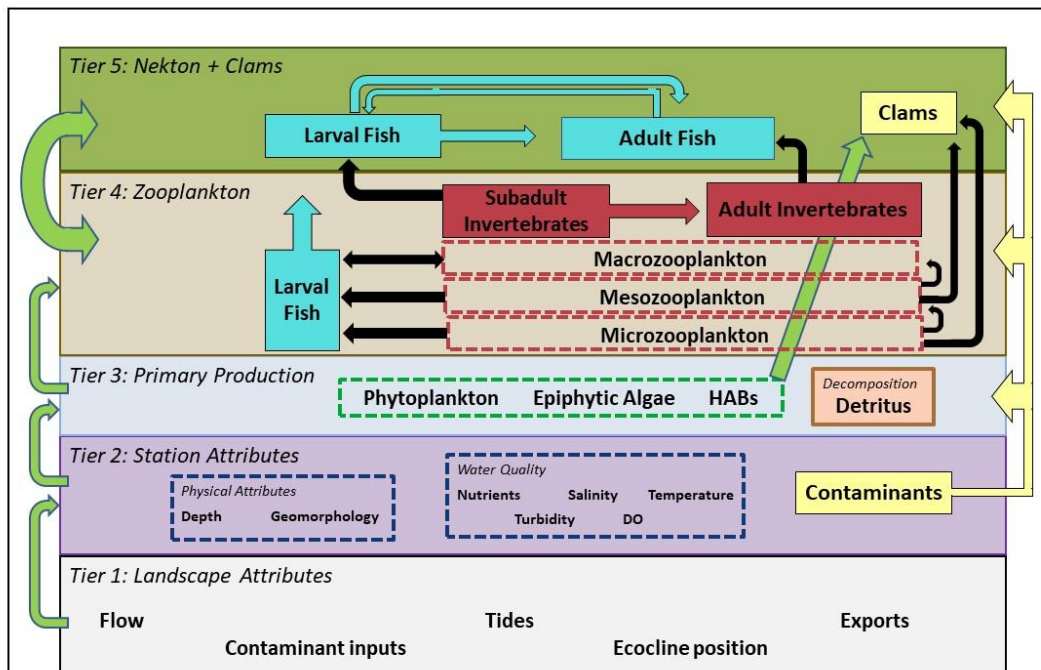 Tier 5: Nekton + Clams
Larval Fish
Adult Fish
Clams
Tier 4: Zooplankton
Subadult
Invertebrates
Adult Invertebrates
Larval
Fish
Macrozooplankton
Mesozooplankton
Microzooplankton
Tier 3: Primary Production
Phytoplankton Epiphytic Algae HABs
Decomposition
Detritus
Tier 2: Station Attributes
Physical Attributes
Depth Geomorphology
Water Quality
Nutrients Salinity Temperature
Turbidity DO
Contaminants
Tier 1: Landscape Attributes
Flow Tides Exports
Contaminant inputs Ecocline position